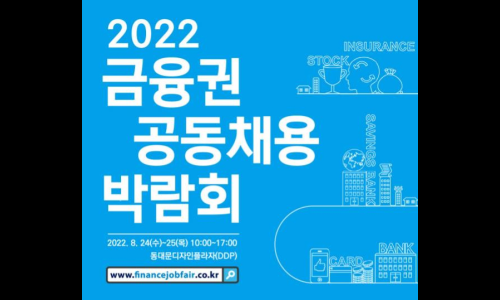 2022
금융권
공동채용
박람회
2022. 8. 24(수)~25(목) 10:00-17:00
동대문디자인플라자(DDP)
www.financejobfair.co.kr
INSURANCE
STOCK
SAVINGS BANK
BANK
CARD